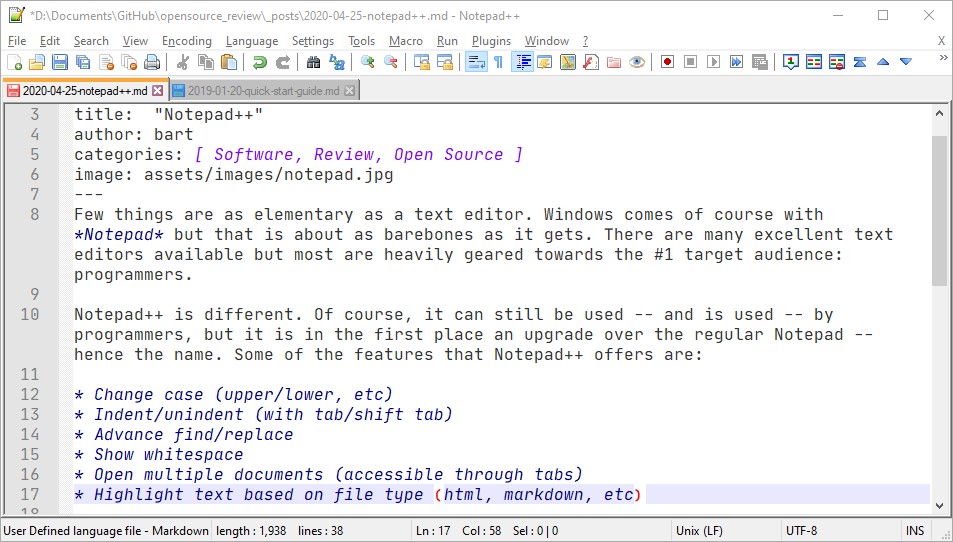 *D:\Documents\GitHub\opensource_review\_posts\2020-04-25-notepad++.md - Notepad++
File Edit Search View Encoding Language Settings Tools Macro Run Plugins Window ? X
2020-04-25-notepad++.md 2019-01-20-quick-start-guide.md
3 title:  "Notepad++"
4 author: bart
5 categories: [ Software, Review, Open Source ]
6 image: assets/images/notepad.jpg
7 ---
8 Few things are as elementary as a text editor. Windows comes of course with
*Notepad* but that is about as barebones as it gets. There are many excellent text
editors available but most are heavily geared towards the #1 target audience:
programmers.
9
10 Notepad++ is different. Of course, it can still be used -- and is used -- by
programmers, but it is in the first place an upgrade over the regular Notepad --
hence the name. Some of the features that Notepad++ offers are:
11
12 * Change case (upper/lower, etc)
13 * Indent/unindent (with tab/shift tab)
14 * Advance find/replace
15 * Show whitespace
16 * Open multiple documents (accessible through tabs)
17 * Highlight text based on file type (html, markdown, etc)
18
User Defined language file - Markdown length : 1,938 lines : 38 Ln : 17 Col : 58 Sel : 0 | 0 Unix (LF) UTF-8 INS